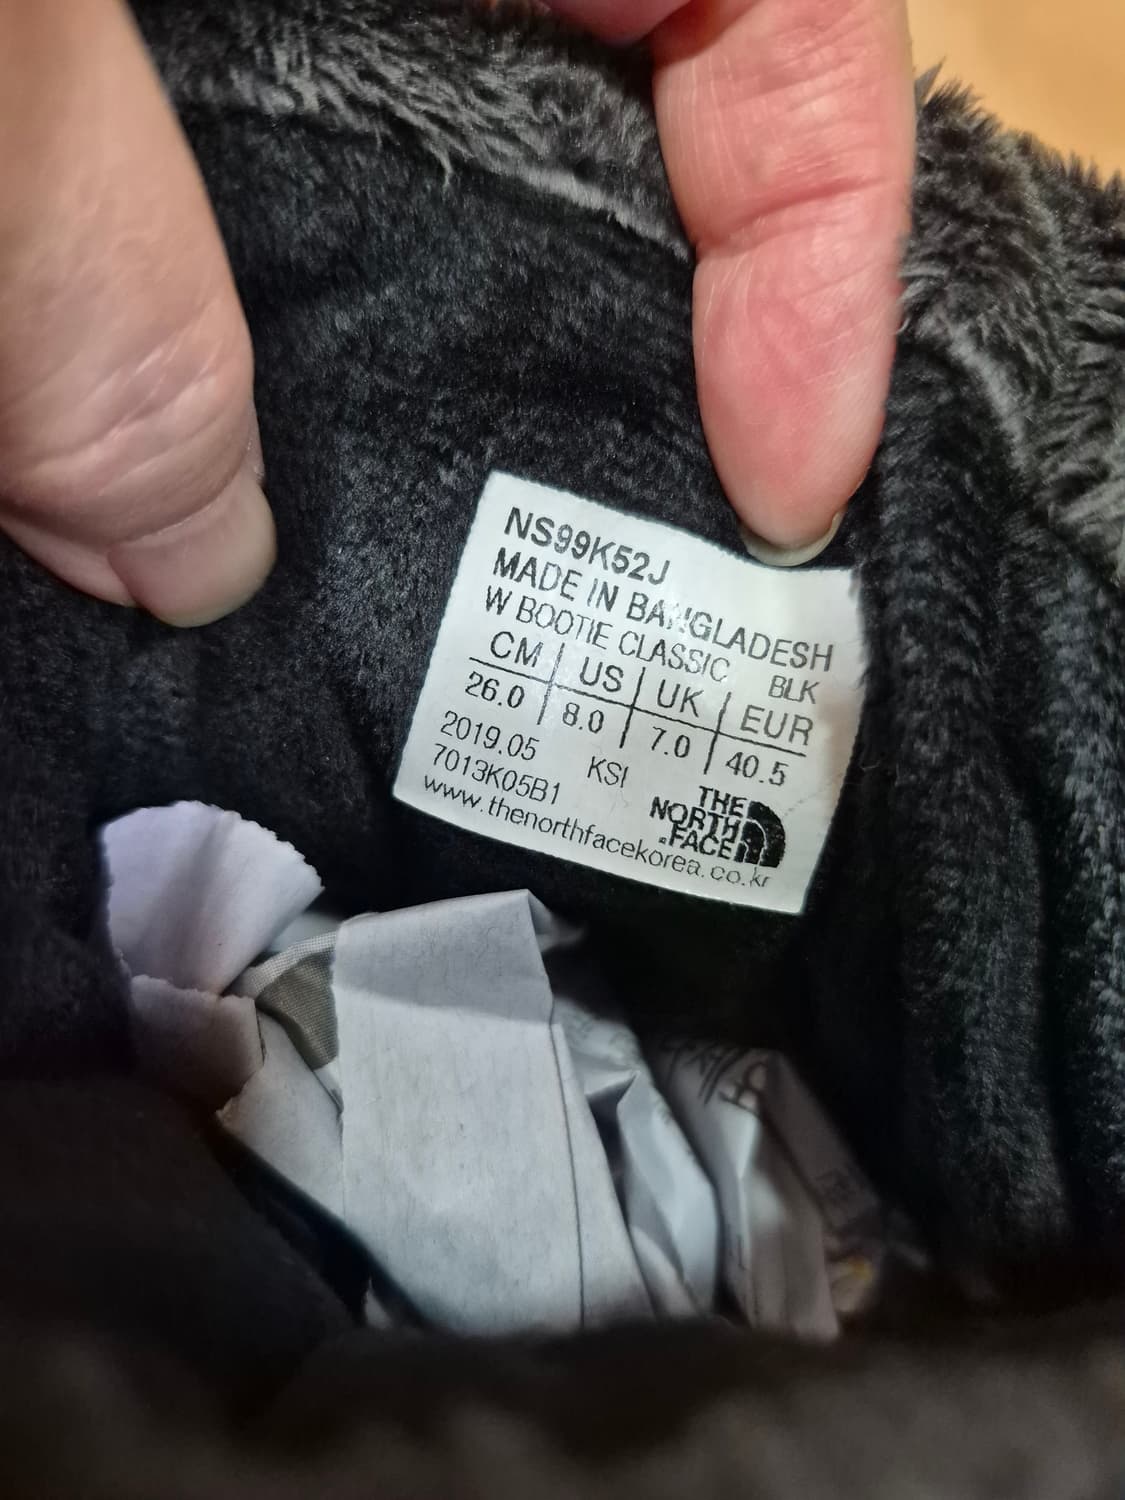 NS99K52J
MADE IN BANGLADESH
W BOOTIE CLASSIC BLK
CM US UK EUR
26.0 8.0 7.0 40.5
2019.05 KSI
7013K05B1
THE
NORTH
FACE
www.thenorthfacekorea.co.kr